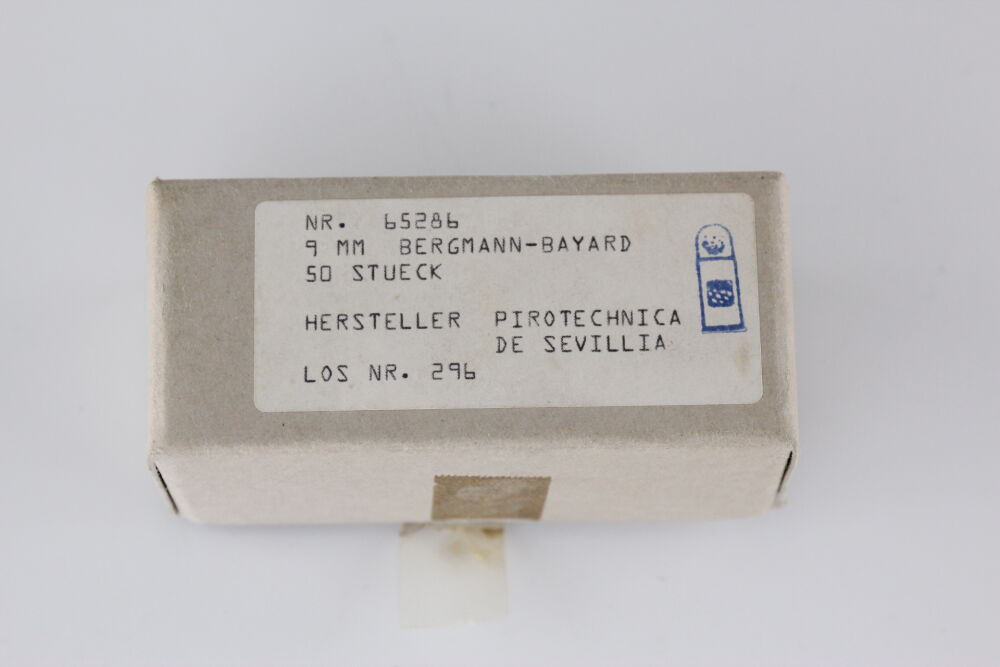 NR. 65286
9 MM BERGMANN-BAYARD
50 STUECK
HERSTELLER PIROTECHNICA
DE SEVILLIA
LOS NR. 296